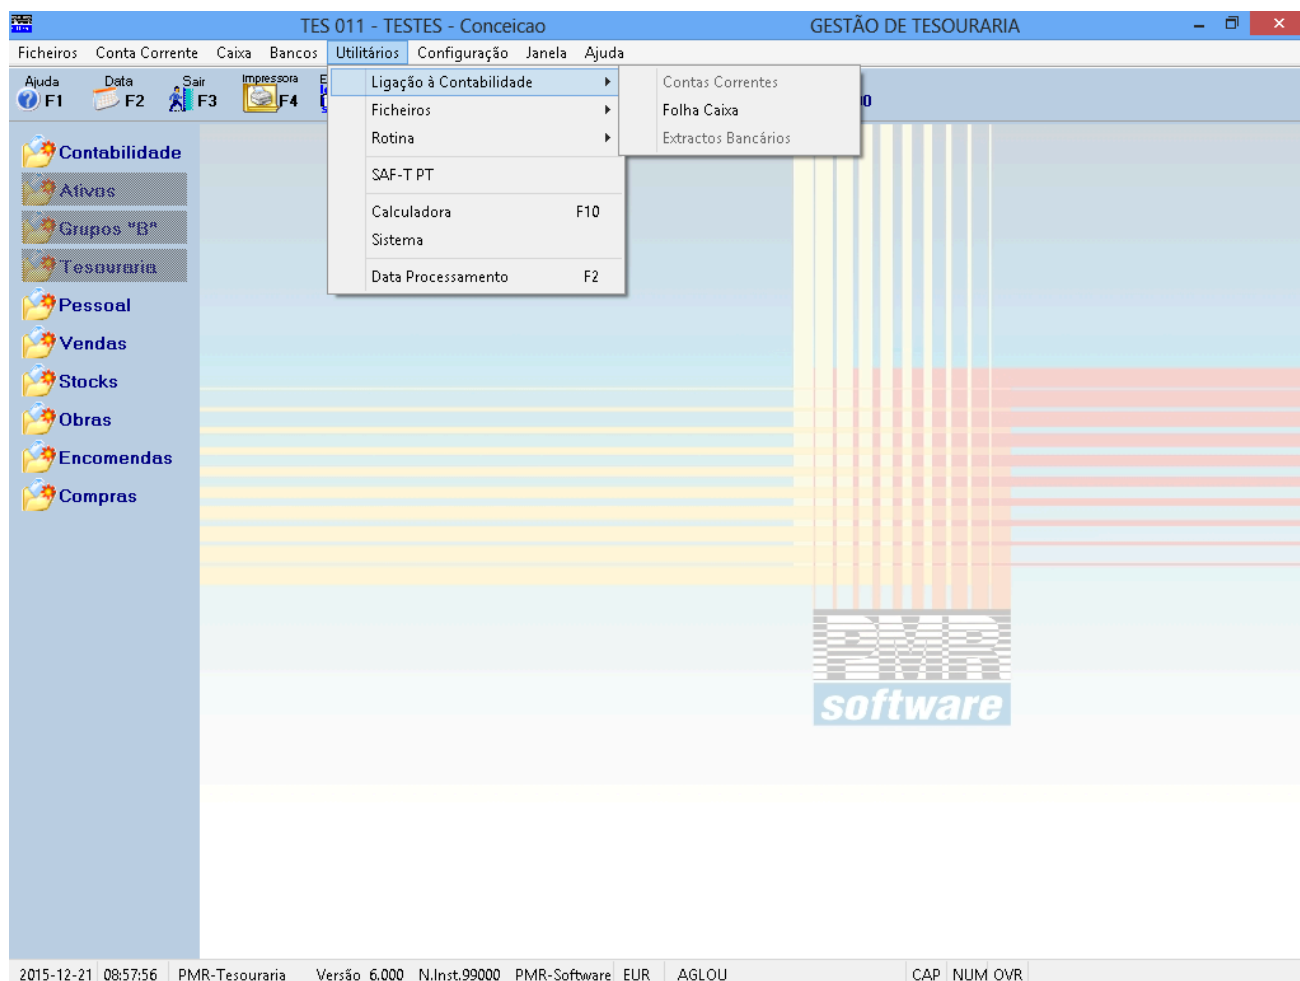 TES 011 - TESTES - Conceicao GESTÃO DE TESOURARIA
Ficheiros Conta Corrente Caixa Bancos Utilitários Configuração Janela Ajuda
Ajuda Data Sair Impressora
F1 F2 F3 F4
Ligação à Contabilidade
Ficheiros
Rotina
SAF-T PT
Calculadora F10
Sistema
Data Processamento F2
Contas Correntes
Folha Caixa
Extractos Bancários
Contabilidade
Ativos
Grupos "B"
Tesouraria
Pessoal
Vendas
Stocks
Obras
Encomendas
Compras
PMR
software
2015-12-21 08:57:56 PMR-Tesouraria Versão 6.000 N.Inst.99000 PMR-Software EUR AGLOU CAP NUM OVR